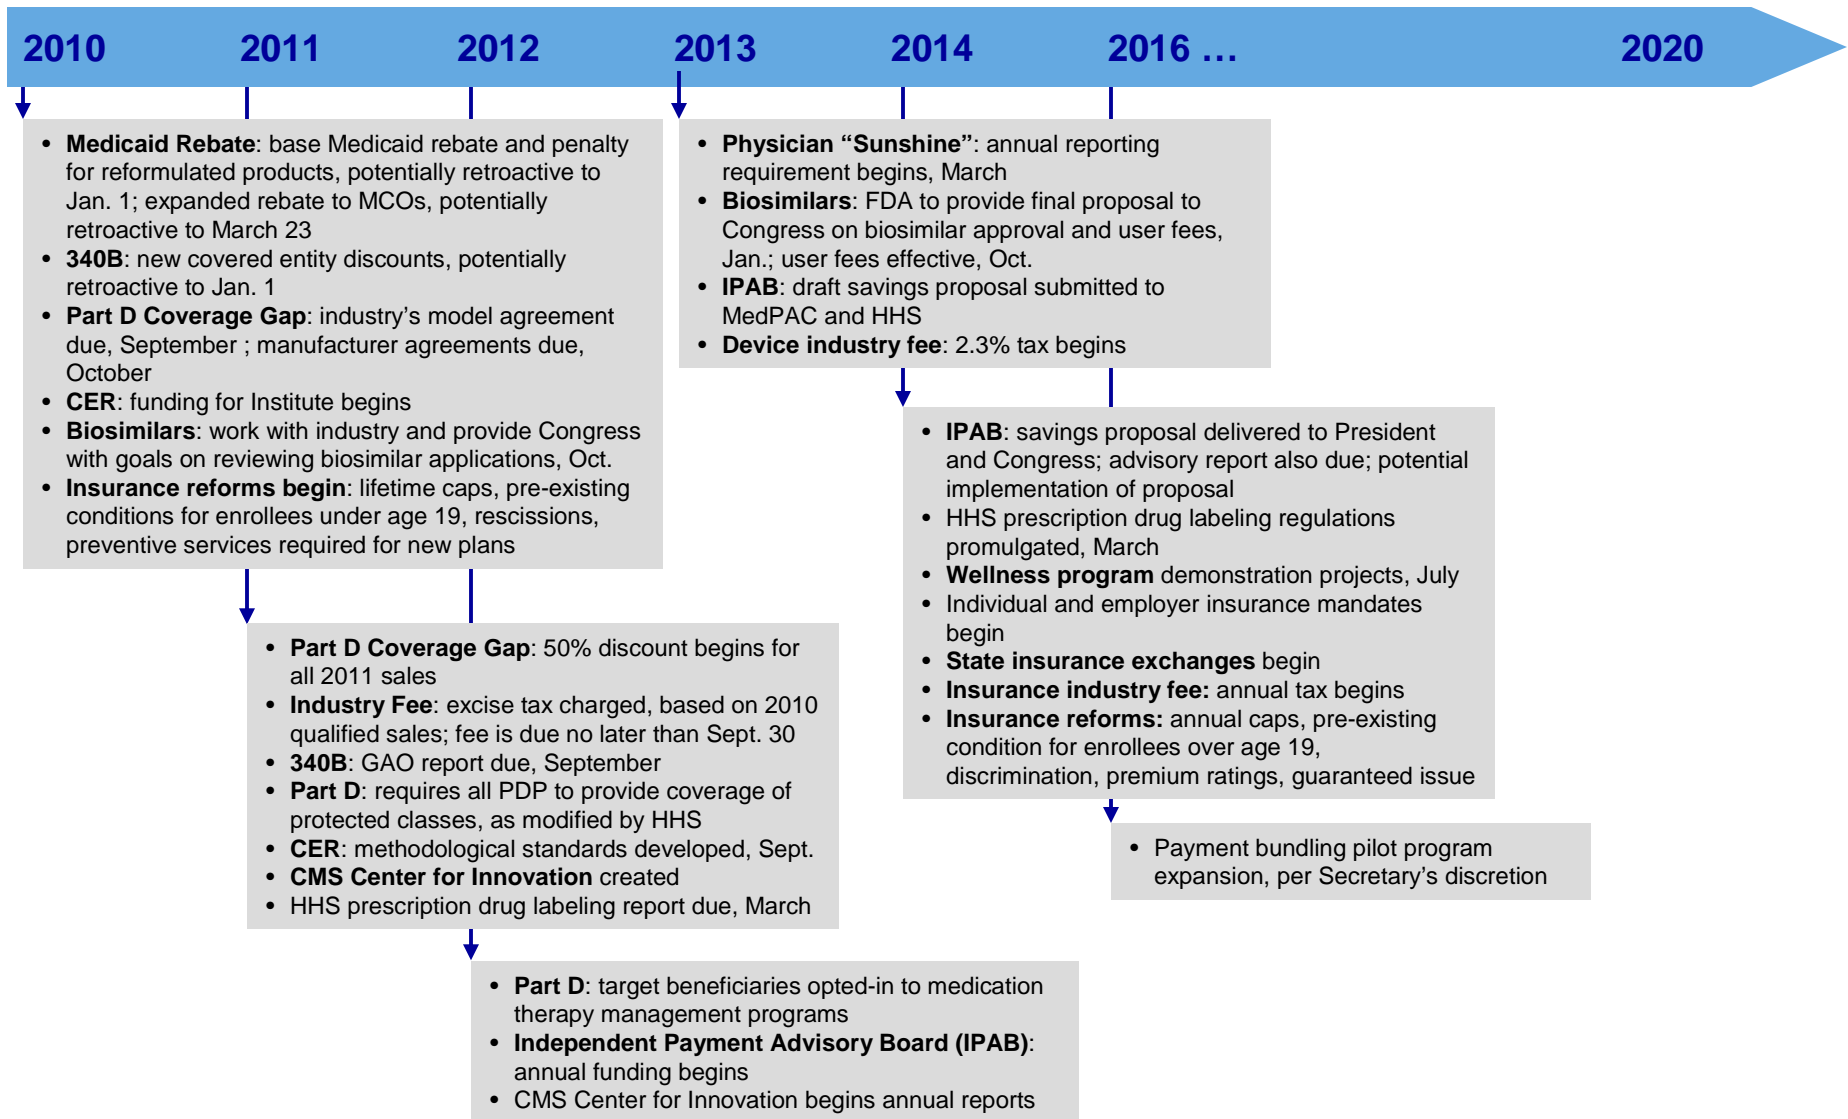 2010 2011 2012 2013 2014 2016 … 2020
• Medicaid Rebate: base Medicaid rebate and penalty
for reformulated products, potentially retroactive to
Jan. 1; expanded rebate to MCOs, potentially
retroactive to March 23
• 340B: new covered entity discounts, potentially
retroactive to Jan. 1
• Part D Coverage Gap: industry’s model agreement
due, September ; manufacturer agreements due,
October
• CER: funding for Institute begins
• Biosimilars: work with industry and provide Congress
with goals on reviewing biosimilar applications, Oct.
• Insurance reforms begin: lifetime caps, pre-existing
conditions for enrollees under age 19, rescissions,
preventive services required for new plans
• Part D Coverage Gap: 50% discount begins for
all 2011 sales
• Industry Fee: excise tax charged, based on 2010
qualified sales; fee is due no later than Sept. 30
• 340B: GAO report due, September
• Part D: requires all PDP to provide coverage of
protected classes, as modified by HHS
• CER: methodological standards developed, Sept.
• CMS Center for Innovation created
• HHS prescription drug labeling report due, March
• Part D: target beneficiaries opted-in to medication
therapy management programs
• Independent Payment Advisory Board (IPAB):
annual funding begins
• CMS Center for Innovation begins annual reports
• Physician “Sunshine”: annual reporting
requirement begins, March
• Biosimilars: FDA to provide final proposal to
Congress on biosimilar approval and user fees,
Jan.; user fees effective, Oct.
• IPAB: draft savings proposal submitted to
MedPAC and HHS
• Device industry fee: 2.3% tax begins
• IPAB: savings proposal delivered to President
and Congress; advisory report also due; potential
implementation of proposal
• HHS prescription drug labeling regulations
promulgated, March
• Wellness program demonstration projects, July
• Individual and employer insurance mandates
begin
• State insurance exchanges begin
• Insurance industry fee: annual tax begins
• Insurance reforms: annual caps, pre-existing
condition for enrollees over age 19,
discrimination, premium ratings, guaranteed issue
• Payment bundling pilot program
expansion, per Secretary’s discretion